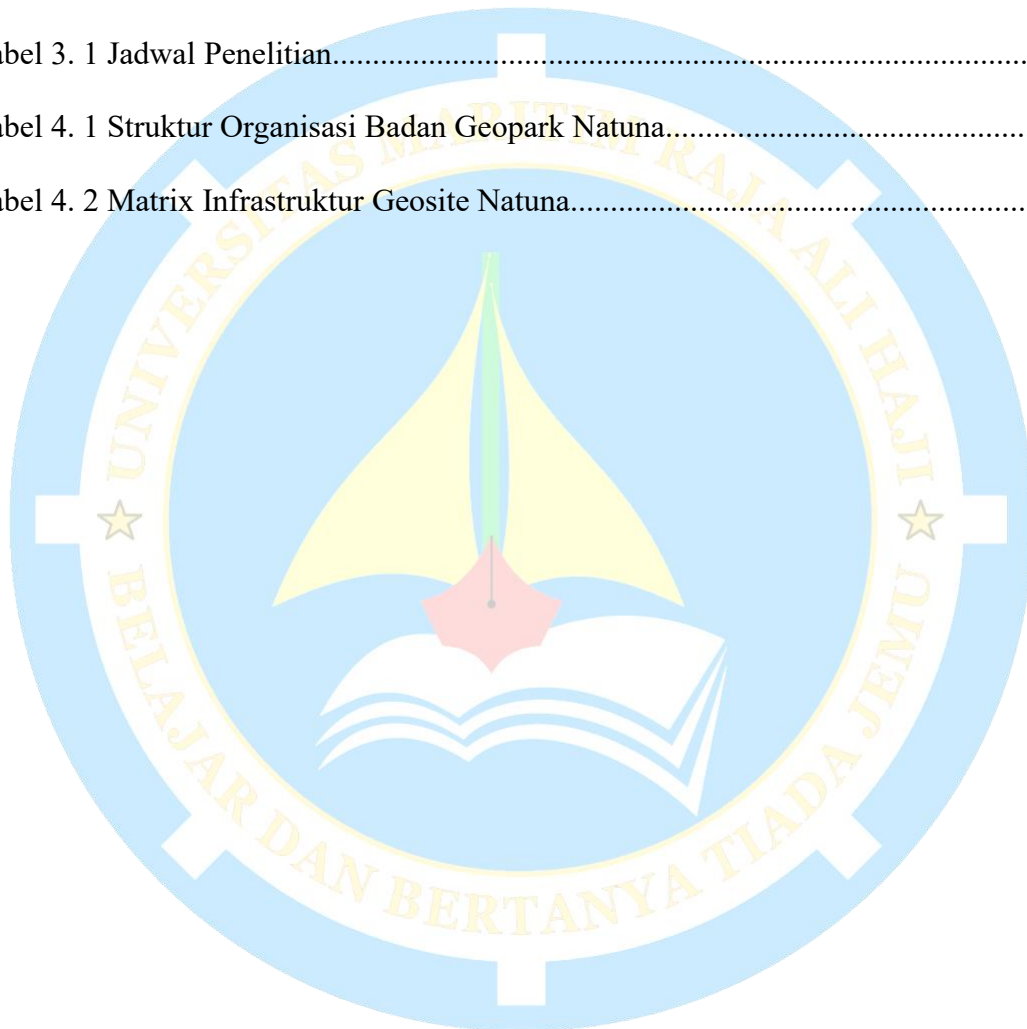 abel 3. 1 Jadwal Penelitian....................................................................................
abel 4. 1 Struktur Organisasi Badan Geopark Natuna...........................................
abel 4. 2 Matrix Infrastruktur Geosite Natuna.......................................................
UNIVERSITAS MARITIM RAJA ALI HAJI
BELAJAR DAN BERTANYA TIADA JEMU